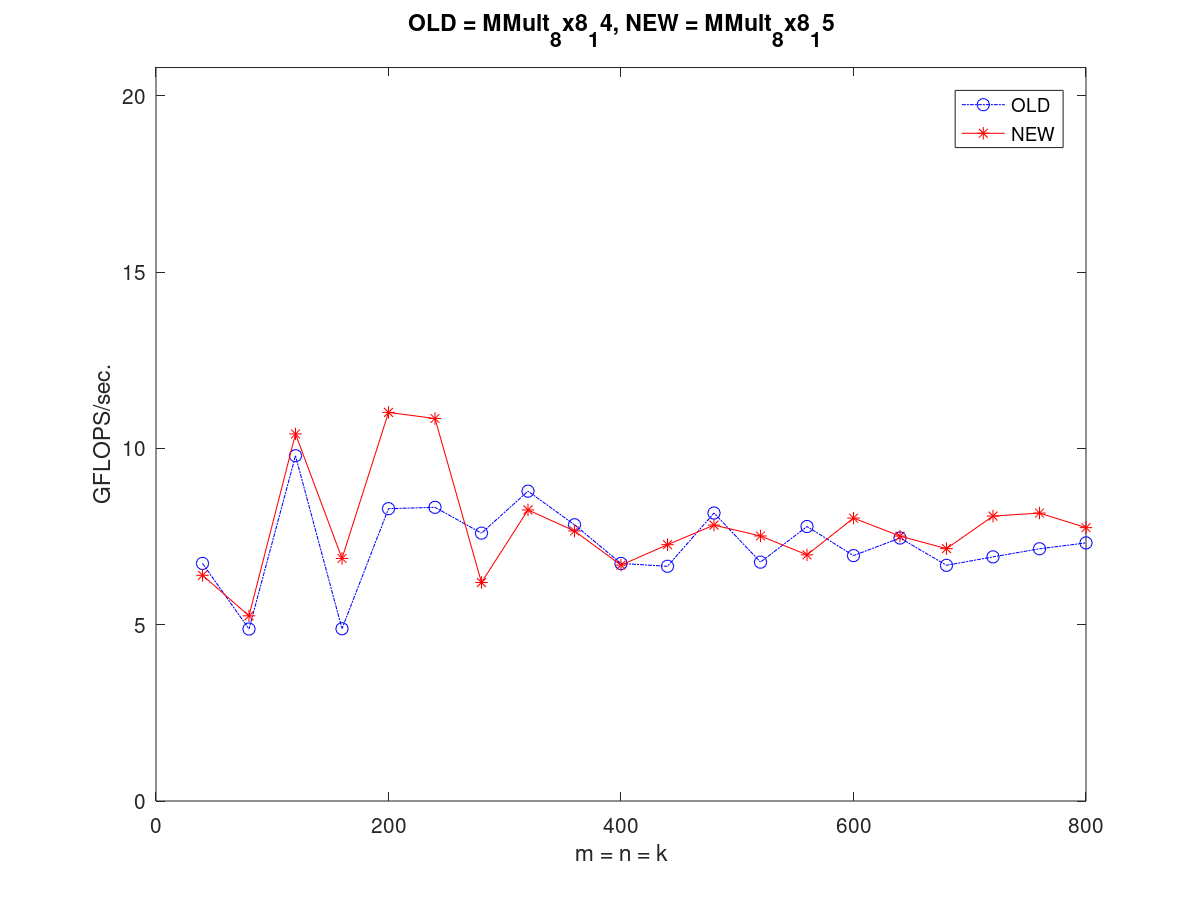 OLD = MMult8x814, NEW = MMult8x815
20
15
10
5
0
GFLOPS/sec.
OLD
NEW
0 200 400 600 800
m = n = k